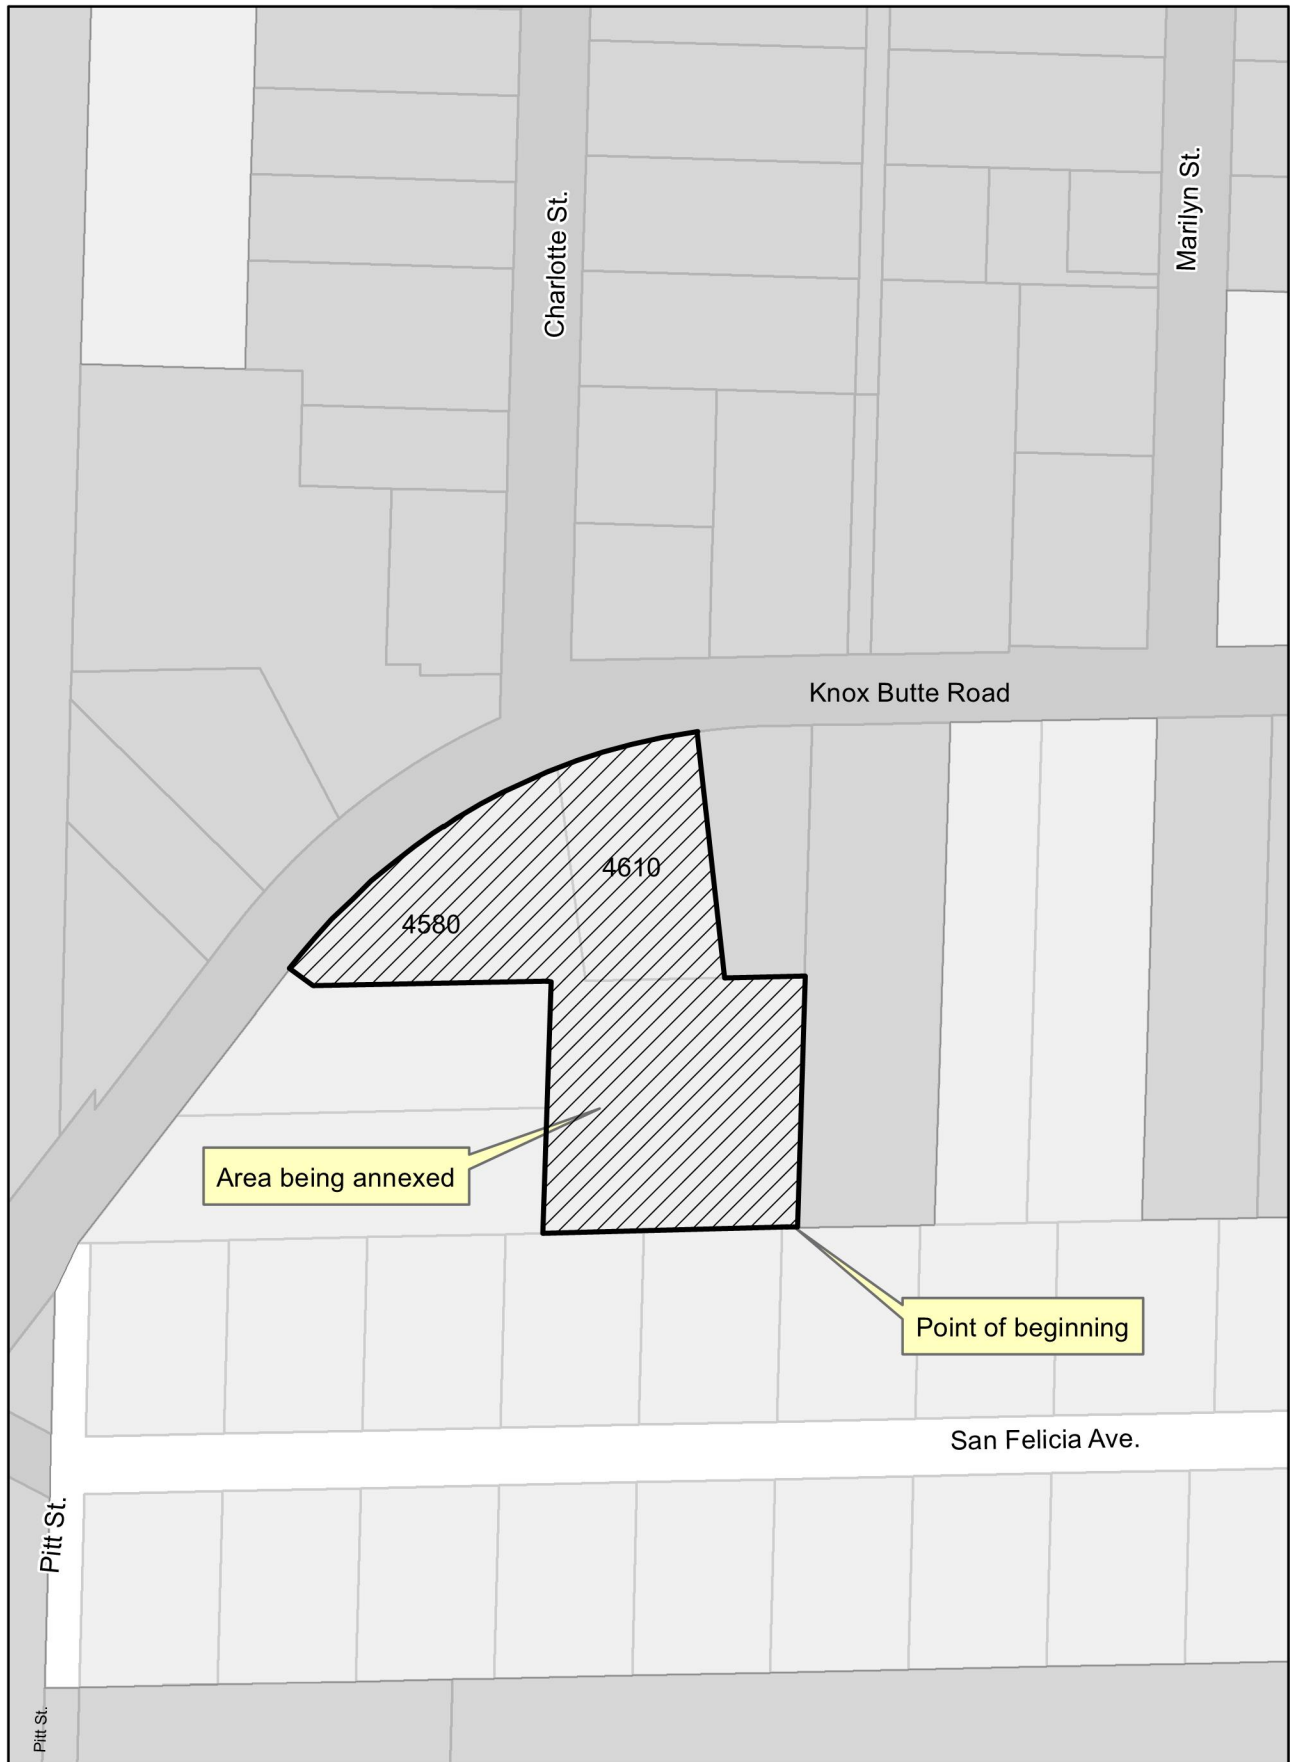 Marilyn St.
Charlotte St.
Knox Butte Road
4610
4580
Area being annexed
Point of beginning
San Felicia Ave.
Pitt St.
Pitt St.